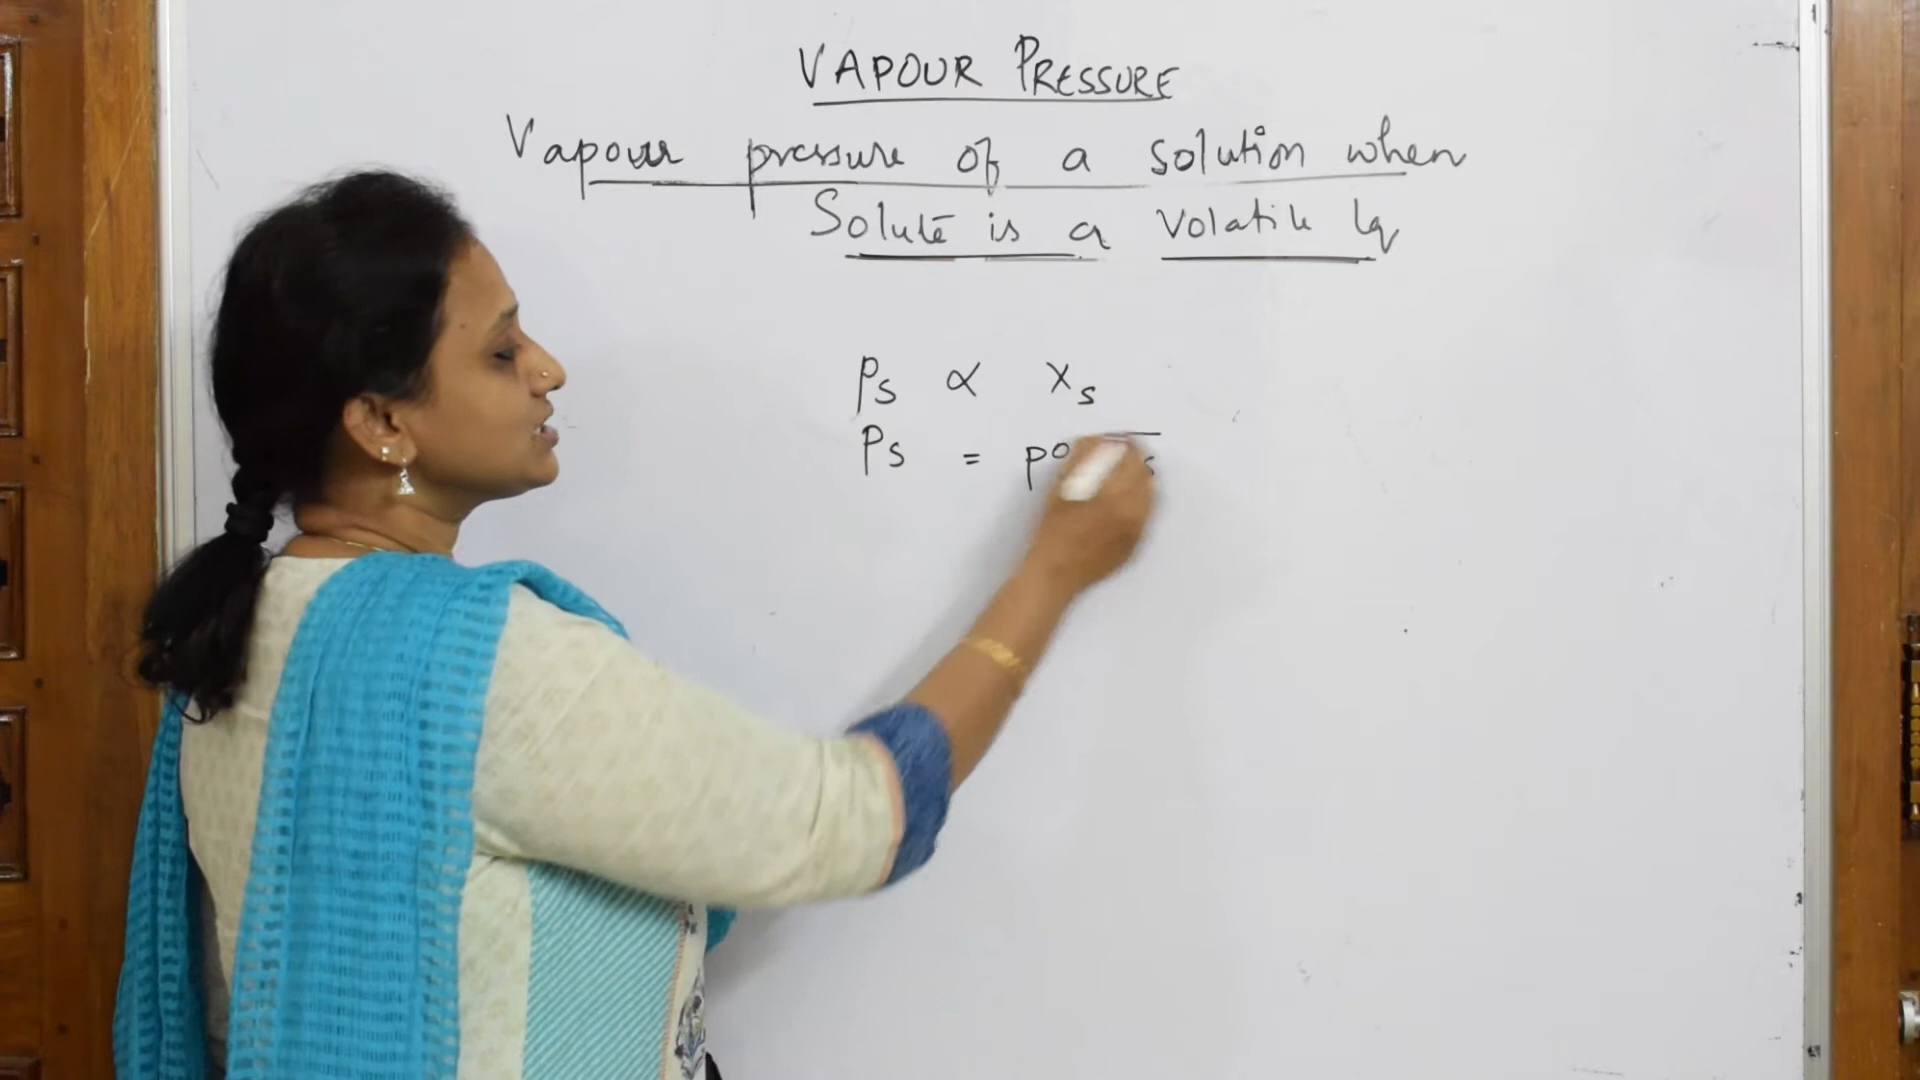 VAPOUR PRESSURE
Vapour pressure of a solution when
Solute is a volatile lq
Ps ∝ Xs
Ps = P° s